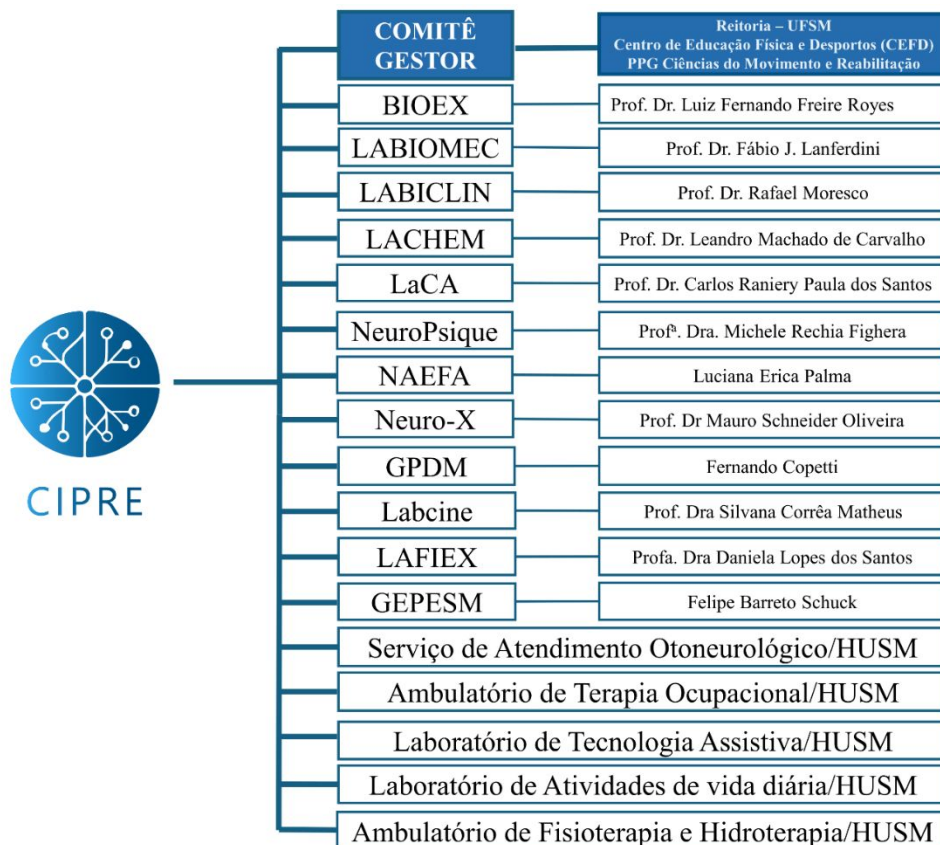 COMITÊ
GESTOR
Reitoria – UFSM
Centro de Educação Física e Desportos (CEFD)
PPG Ciências do Movimento e Reabilitação
BIOEX
Prof. Dr. Luiz Fernando Freire Royes
LABIOMEC
Prof. Dr. Fábio J. Lanferdini
LABICLIN
Prof. Dr. Rafael Moresco
LACHEM
Prof. Dr. Leandro Machado de Carvalho
LaCA
Prof. Dr. Carlos Raniery Paula dos Santos
NeuroPsique
Profª. Dra. Michele Rechia Fighera
NAEFA
Luciana Erica Palma
Neuro-X
Prof. Dr Mauro Schneider Oliveira
GPDM
Fernando Copetti
CIPRE
Labcine
Prof. Dra Silvana Corrêa Matheus
LAFIEX
Profa. Dra Daniela Lopes dos Santos
GEPESM
Felipe Barreto Schuck
Serviço de Atendimento Otoneurológico/HUSM
Ambulatório de Terapia Ocupacional/HUSM
Laboratório de Tecnologia Assistiva/HUSM
Laboratório de Atividades de vida diária/HUSM
Ambulatório de Fisioterapia e Hidroterapia/HUSM